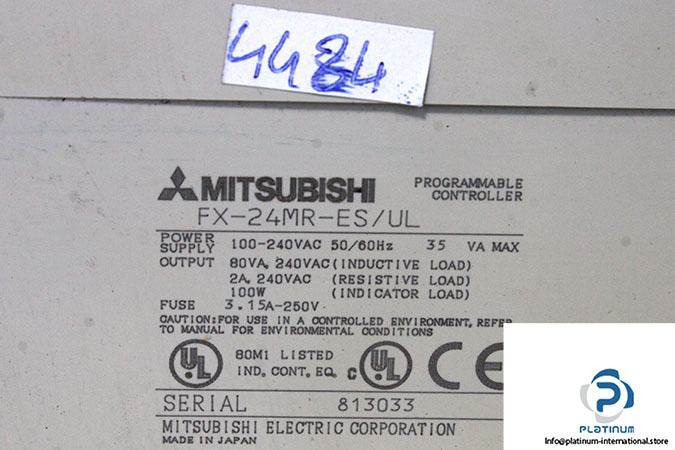 4484
MITSUBISHI PROGRAMMABLE CONTROLLER
FX-24MR-ES/UL
POWER SUPPLY 100-240VAC 50/60Hz 35 VA MAX
OUTPUT 80VA, 240VAC (INDUCTIVE LOAD)
2A, 240VAC (RESISTIVE LOAD)
100W (INDICATOR LOAD)
FUSE 3.15A-250V
CAUTION:FOR USE IN A CONTROLLED ENVIRONMENT, REFER
TO MANUAL FOR ENVIRONMENTAL CONDITIONS
UL 80M1 LISTED C UL CE
IND. CONT. EQ.
SERIAL 813033
MITSUBISHI ELECTRIC CORPORATION
MADE IN JAPAN
PLATINUM
Info@platinum-international.store